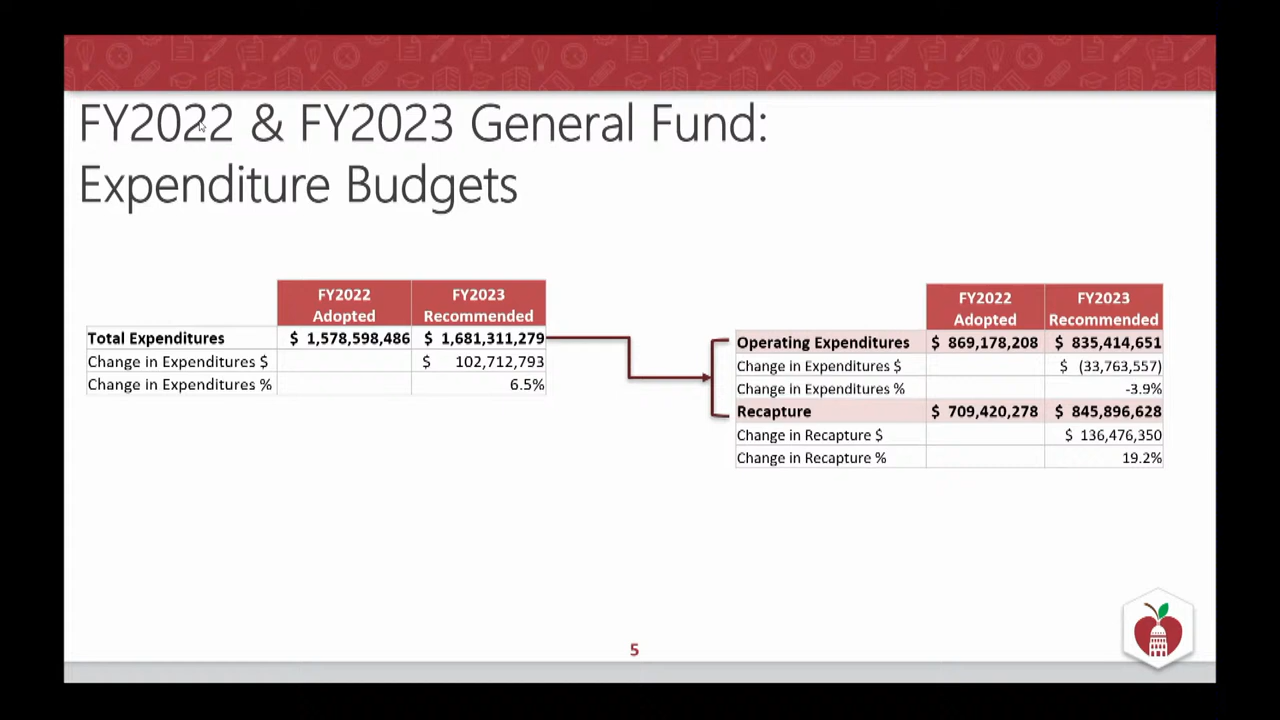 FY2022 & FY2023 General Fund:
Expenditure Budgets
FY2022 Adopted FY2023 Recommended
Total Expenditures $ 1,578,598,486 $ 1,681,311,279
Change in Expenditures $ $ 102,712,793
Change in Expenditures % 6.5%
FY2022 Adopted FY2023 Recommended
Operating Expenditures $ 869,178,208 $ 835,414,651
Change in Expenditures $ $ (33,763,557)
Change in Expenditures % -3.9%
Recapture $ 709,420,278 $ 845,896,628
Change in Recapture $ $ 136,476,350
Change in Recapture % 19.2%
5